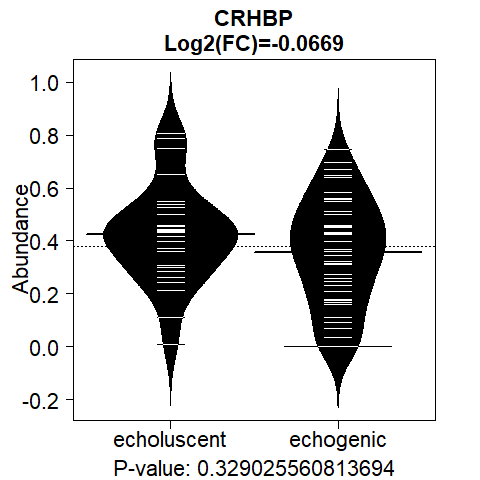 CRHBP
Log2(FC)=-0.0669
Abundance
1.0
0.8
0.6
0.4
0.2
0.0
-0.2
echoluscent echogenic
P-value: 0.329025560813694